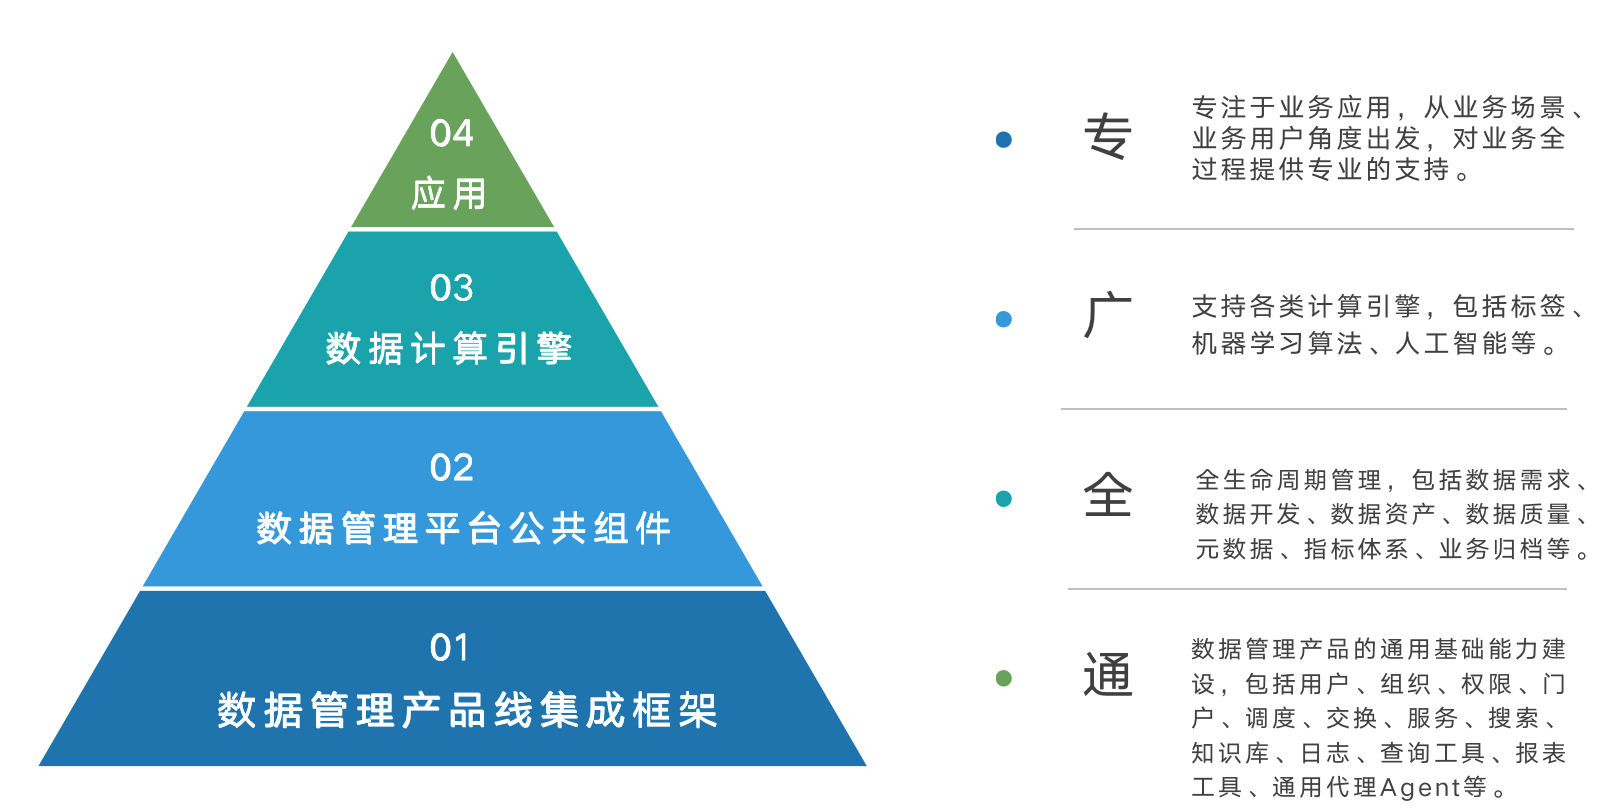 04
应用
03
数据计算引擎
02
数据管理平台公共组件
01
数据管理产品线集成框架
专
专注于业务应用，从业务场景、
业务用户角度出发，对业务全
过程提供专业的支持。
广
支持各类计算引擎，包括标签、
机器学习算法、人工智能等。
全
全生命周期管理，包括数据需求、
数据开发、数据资产、数据质量、
元数据、指标体系、业务归档等。
通
数据管理产品的通用基础能力建
设，包括用户、组织、权限、门
户、调度、交换、服务、搜索、
知识库、日志、查询工具、报表
工具、通用代理Agent等。